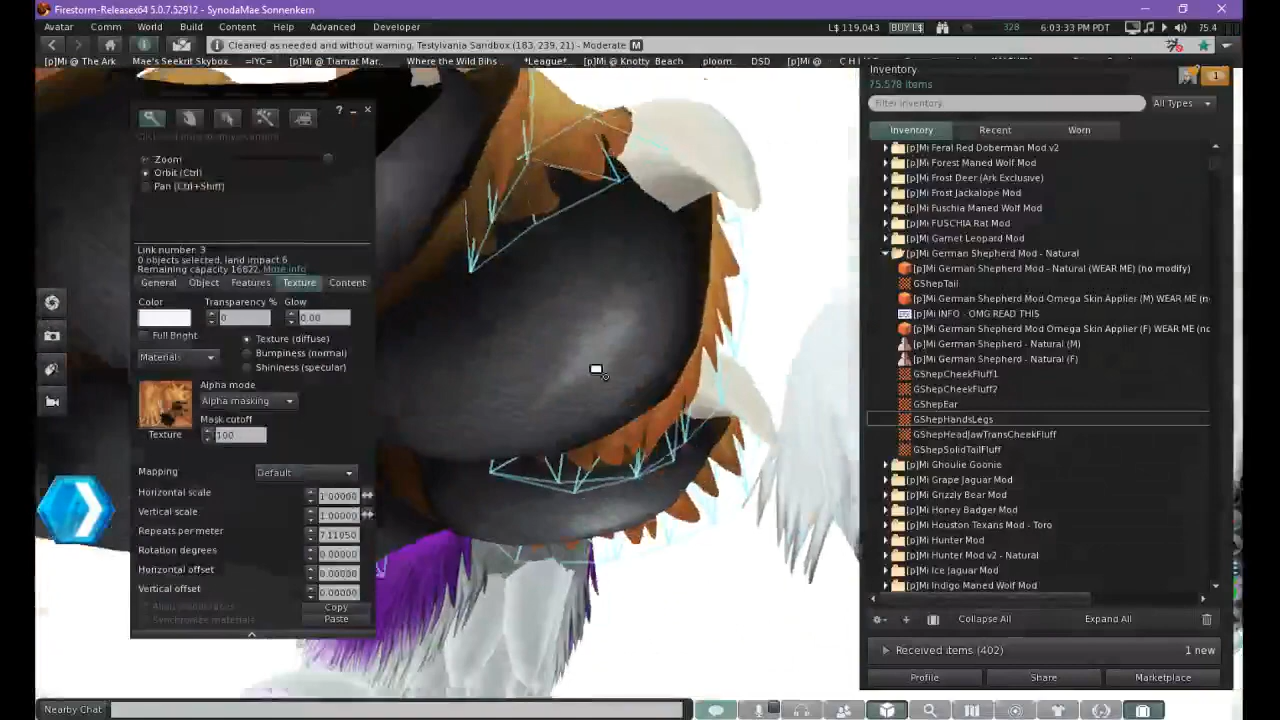 Firestorm-Releasex64 5.0.7.52912 - SynodaMae Sonnenkern
Avatar Comm World Build Content Help Advanced Developer
L$ 119,043 BUY L$ 328 6:03:33 PM PDT 75.4
Cleaned as needed and without warning, Testylvania Sandbox (183, 239, 21) - Moderate M
[p]Mi @ The Ark Mae's Seekrit Skybox.. =IYC= [p]Mi @ Tiamat Mar.. Where the Wild Bihs.. *League*.. [p]Mi @ Knotty Beach ploom.. DSD [p]Mi @
Inventory
75,578 items
1
Filter Inventory
All Types
Inventory Recent Worn
[p]Mi Feral Red Doberman Mod v2
[p]Mi Forest Maned Wolf Mod
[p]Mi Frost Deer (Ark Exclusive)
[p]Mi Frost Jackalope Mod
[p]Mi Fuschia Maned Wolf Mod
[p]Mi FUSCHIA Rat Mod
[p]Mi Garnet Leopard Mod
[p]Mi German Shepherd Mod - Natural
[p]Mi German Shepherd Mod - Natural (WEAR ME) (no modify)
GShepTail
[p]Mi German Shepherd Mod Omega Skin Applier (M) WEAR ME (n
[p]Mi INFO - OMG READ THIS
[p]Mi German Shepherd Mod Omega Skin Applier (F) WEAR ME (nc
[p]Mi German Shepherd - Natural (M)
[p]Mi German Shepherd - Natural (F)
GShepCheekFluff1
GShepCheekFluff2
GShepEar
GShepHandsLegs
GShepHeadJawTransCheekFluff
GShepSolidTailFluff
[p]Mi Ghoulie Goonie
[p]Mi Grape Jaguar Mod
[p]Mi Grizzly Bear Mod
[p]Mi Honey Badger Mod
[p]Mi Houston Texans Mod - Toro
[p]Mi Hunter Mod
[p]Mi Hunter Mod v2 - Natural
[p]Mi Ice Jaguar Mod
[p]Mi Indigo Maned Wolf Mod
Collapse All Expand All
Received items (402) 1 new
Profile Share Marketplace
?
Zoom
Orbit (Ctrl)
Pan (Ctrl+Shift)
Link number: 3
0 objects selected, land impact 6
Remaining capacity 16822. More info
General Object Features Texture Content
Color Transparency % Glow
0 0.00
Full Bright
Texture (diffuse)
Bumpiness (normal)
Shininess (specular)
Materials
Alpha mode
Alpha masking
Mask cutoff
100
Texture
Mapping Default
Horizontal scale 1.00000
Vertical scale 1.00000
Repeats per meter 7.11950
Rotation degrees 0.00000
Horizontal offset 0.00000
Vertical offset 0.00000
Copy
Paste
Nearby Chat